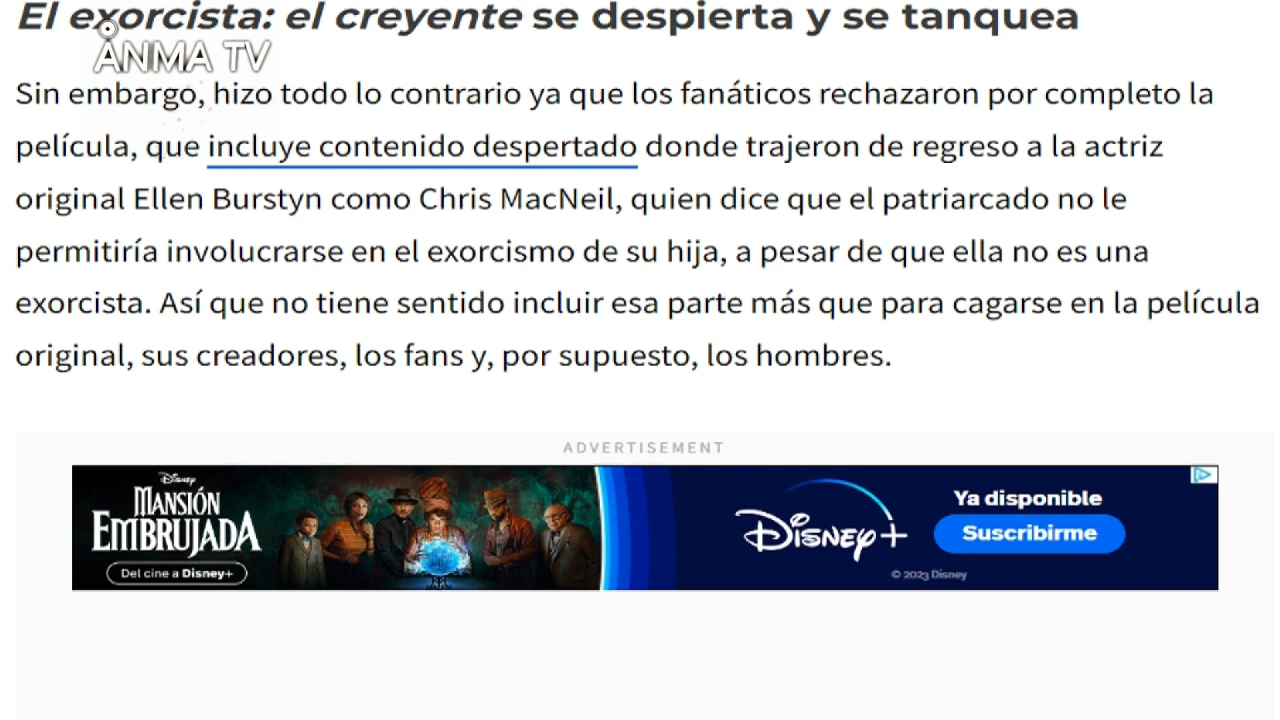 El exorcista: el creyente se despierta y se tanquea
ANMA TV
Sin embargo, hizo todo lo contrario ya que los fanáticos rechazaron por completo la
película, que incluye contenido despertado donde trajeron de regreso a la actriz
original Ellen Burstyn como Chris MacNeil, quien dice que el patriarcado no le
permitiría involucrarse en el exorcismo de su hija, a pesar de que ella no es una
exorcista. Así que no tiene sentido incluir esa parte más que para cagarse en la película
original, sus creadores, los fans y, por supuesto, los hombres.
ADVERTISEMENT
Disney
MANSIÓN
EMBRUJADA
Del cine a Disney+
Disney+
Ya disponible
Suscribirme
© 2023 Disney